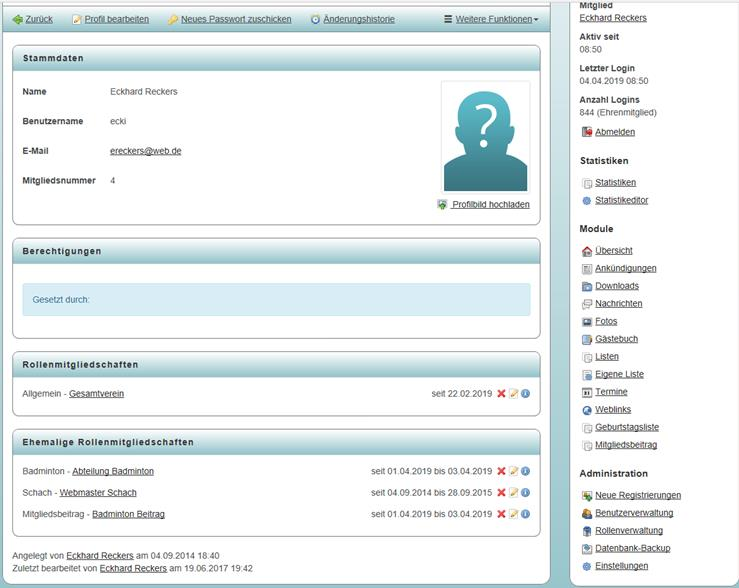 Zurück Profil bearbeiten Neues Passwort zuschicken Änderungshistorie Weitere Funktionen
Stammdaten
Name Eckhard Reckers
Benutzername ecki
E-Mail ereckers@web.de
Mitgliedsnummer 4
?
Profilbild hochladen
Berechtigungen
Gesetzt durch:
Rollenmitgliedschaften
Allgemein - Gesamtverein seit 22.02.2019
Ehemalige Rollenmitgliedschaften
Badminton - Abteilung Badminton seit 01.04.2019 bis 03.04.2019
Schach - Webmaster Schach seit 04.09.2014 bis 28.09.2015
Mitgliedsbeitrag - Badminton Beitrag seit 01.04.2019 bis 03.04.2019
Angelegt von Eckhard Reckers am 04.09.2014 18:40
Zuletzt bearbeitet von Eckhard Reckers am 19.06.2017 19:42
Mitglied
Eckhard Reckers
Aktiv seit
08:50
Letzter Login
04.04.2019 08:50
Anzahl Logins
844 (Ehrenmitglied)
Abmelden
Statistiken
Statistiken
Statistikeditor
Module
Übersicht
Ankündigungen
Downloads
Nachrichten
Fotos
Gästebuch
Listen
Eigene Liste
Termine
Weblinks
Geburtstagsliste
Mitgliedsbeitrag
Administration
Neue Registrierungen
Benutzerverwaltung
Rollenverwaltung
Datenbank-Backup
Einstellungen